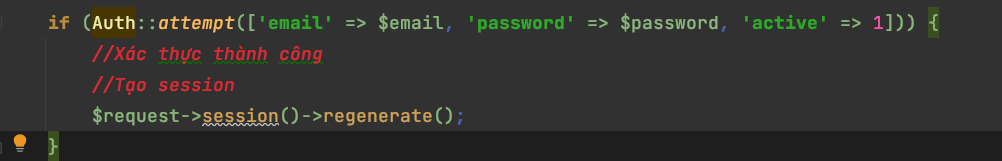 if (Auth::attempt(['email' => $email, 'password' => $password, 'active' => 1])) {
//Xác thực thành công
//Tạo session
$request->session()->regenerate();
}